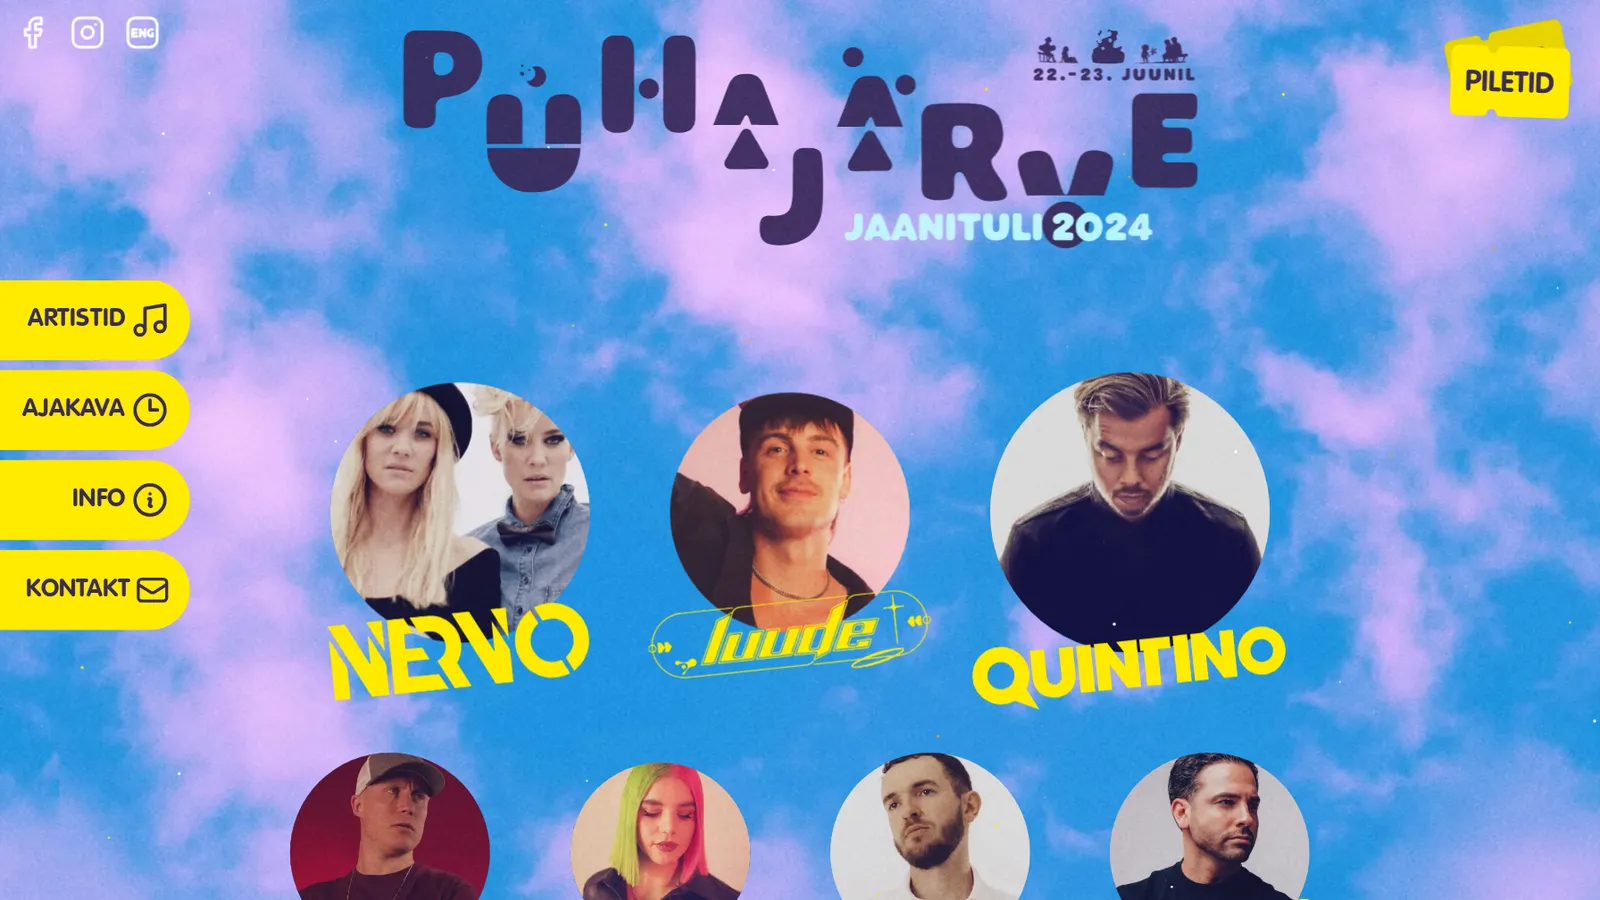 ENG
PÜHAJÄRVE
22.-23. JUUNIL
JAANITULI 2024
PILETID
ARTISTID
AJAKAVA
INFO
KONTAKT
NERVO
luude
QUINTINO